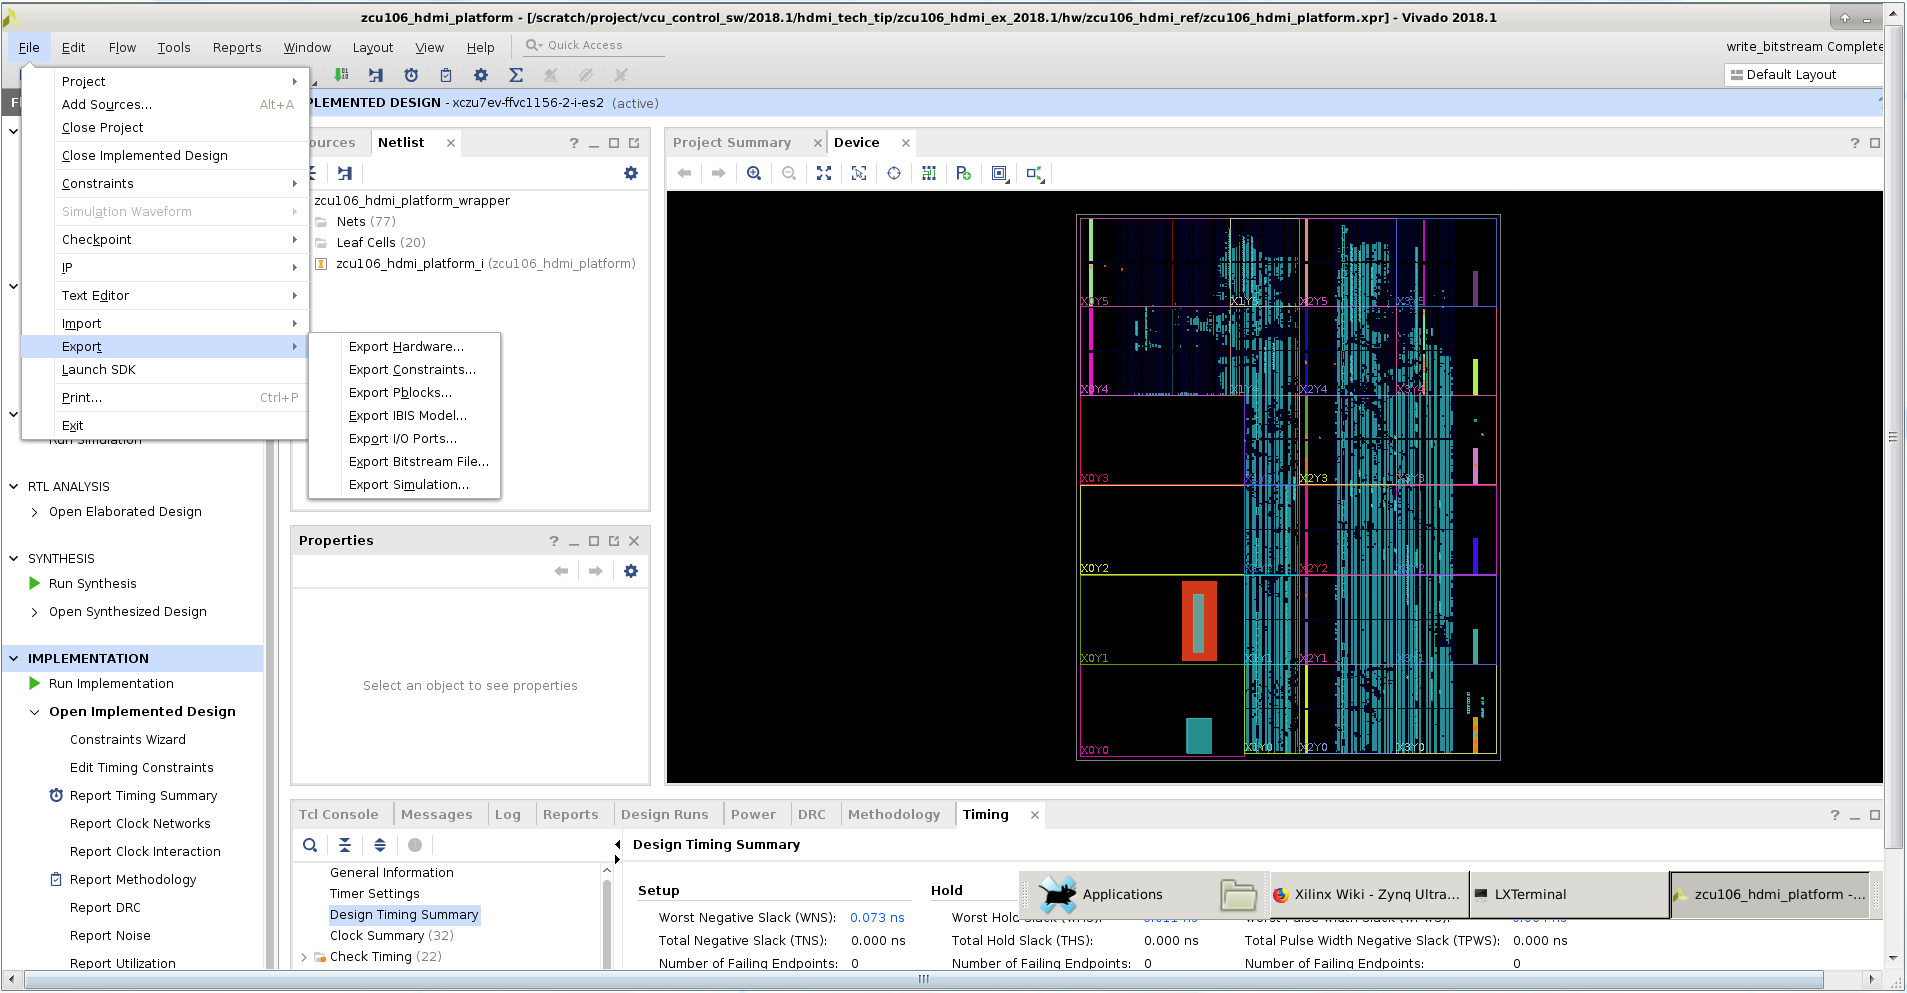 zcu106_hdmi_platform - [/scratch/project/vcu_control_sw/2018.1/hdmi_tech_tip/zcu106_hdmi_ex_2018.1/hw/zcu106_hdmi_ref/zcu106_hdmi_platform.xpr] - Vivado 2018.1
File Edit Flow Tools Reports Window Layout View Help Quick Access
write_bitstream Complete
Default Layout
IMPLEMENTED DESIGN - xczu7ev-ffvc1156-2-i-es2 (active)
Project
Add Sources... Alt+A
Close Project
Close Implemented Design
Constraints
Simulation Waveform
Checkpoint
IP
Text Editor
Import
Export
Launch SDK
Print... Ctrl+P
Exit
Export Hardware...
Export Constraints...
Export Pblocks...
Export IBIS Model...
Export I/O Ports...
Export Bitstream File...
Export Simulation...
Sources Netlist
zcu106_hdmi_platform_wrapper
Nets (77)
Leaf Cells (20)
zcu106_hdmi_platform_i (zcu106_hdmi_platform)
Project Summary Device
X0Y5 X1Y5 X2Y5 X3Y5
X0Y4 X1Y4 X2Y4 X3Y4
X0Y3 X1Y3 X2Y3 X3Y3
X0Y2 X1Y2 X2Y2 X3Y2
X0Y1 X1Y1 X2Y1 X3Y1
X0Y0 X1Y0 X2Y0 X3Y0
Run Simulation
RTL ANALYSIS
Open Elaborated Design
SYNTHESIS
Run Synthesis
Open Synthesized Design
IMPLEMENTATION
Run Implementation
Open Implemented Design
Constraints Wizard
Edit Timing Constraints
Report Timing Summary
Report Clock Networks
Report Clock Interaction
Report Methodology
Report DRC
Report Noise
Report Utilization
Properties
Select an object to see properties
Tcl Console Messages Log Reports Design Runs Power DRC Methodology Timing
General Information
Timer Settings
Design Timing Summary
Clock Summary (32)
Check Timing (22)
Design Timing Summary
Setup Hold
Worst Negative Slack (WNS): 0.073 ns Worst Hold Slack
Total Negative Slack (TNS): 0.000 ns Total Hold Slack (THS): 0.000 ns Total Pulse Width Negative Slack (TPWS): 0.000 ns
Number of Failing Endpoints: 0 Number of Failing Endpoints: 0 Number of Failing Endpoints: 0
Applications Xilinx Wiki - Zynq Ultra... LXTerminal zcu106_hdmi_platform -...